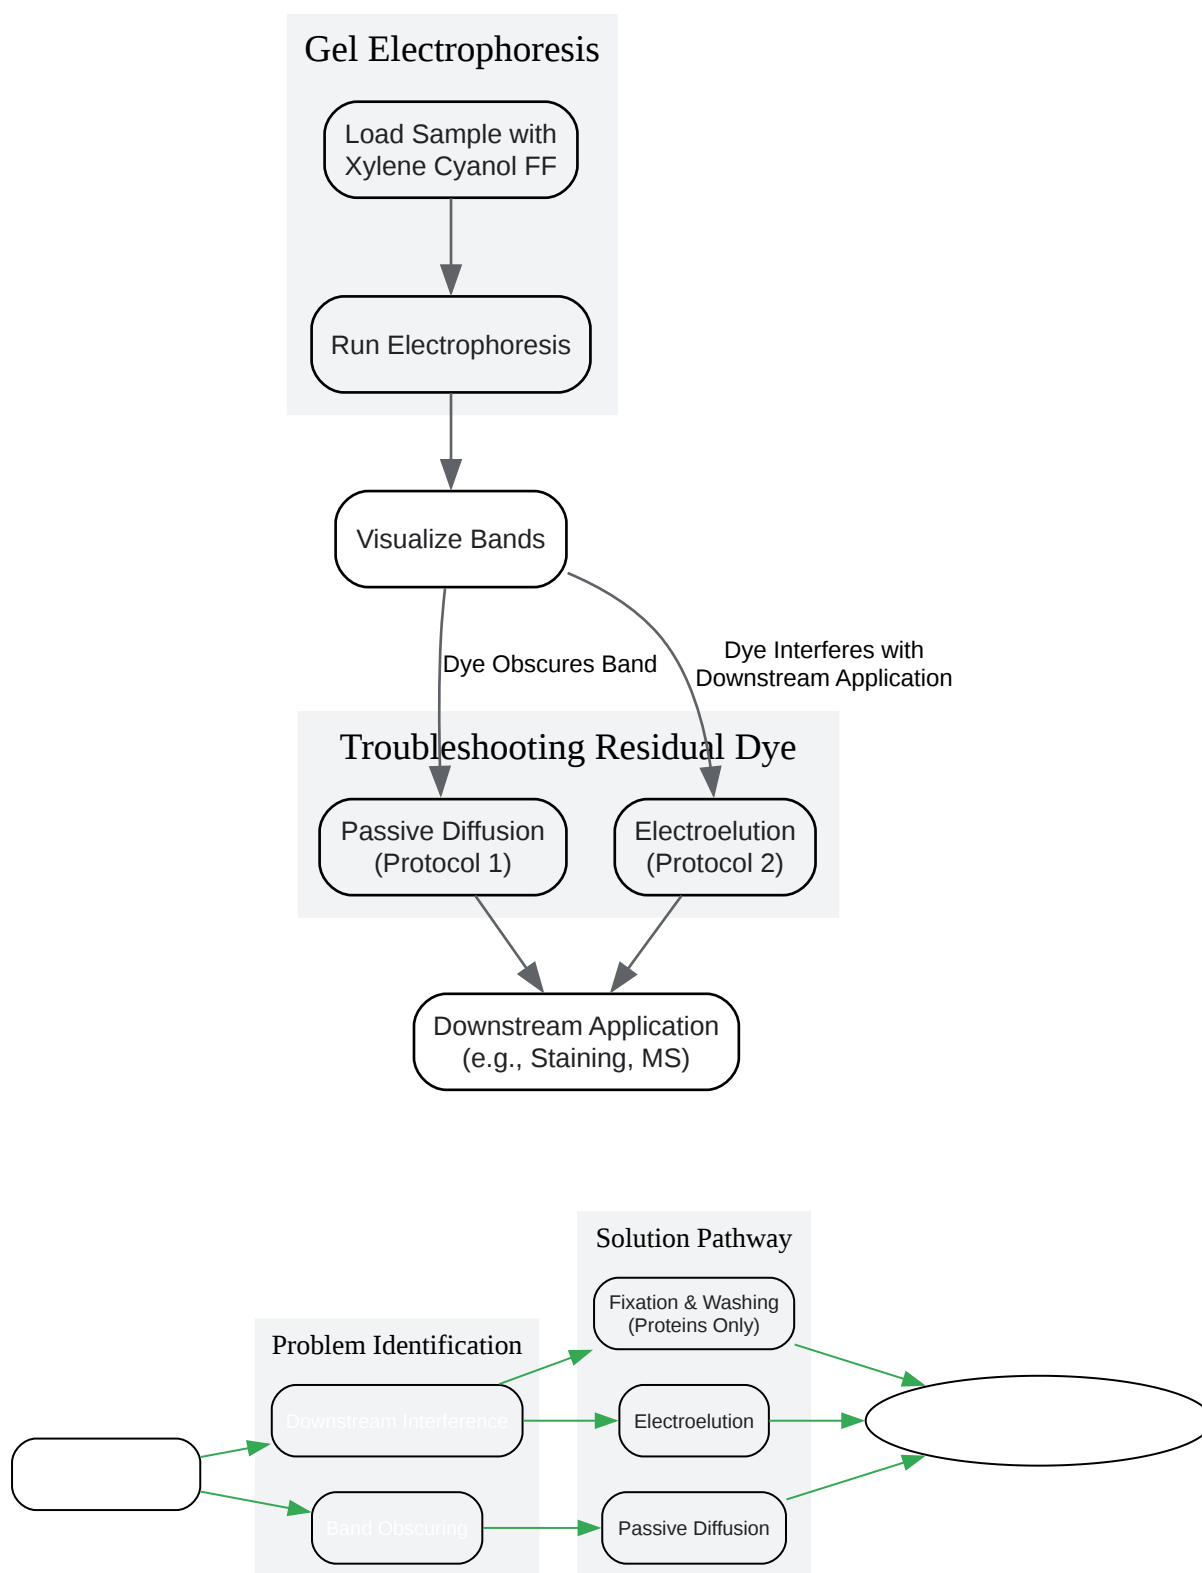 Gel Electrophoresis
Load Sample with
Xylene Cyanol FF
Run Electrophoresis
Visualize Bands
Dye Obscures Band
Dye Interferes with
Downstream Application
Troubleshooting Residual Dye
Passive Diffusion
(Protocol 1)
Electroelution
(Protocol 2)
Downstream Application
(e.g., Staining, MS)
Solution Pathway
Fixation & Washing
(Proteins Only)
Problem Identification
Downstream Interference
Electroelution
Band Obscuring
Passive Diffusion